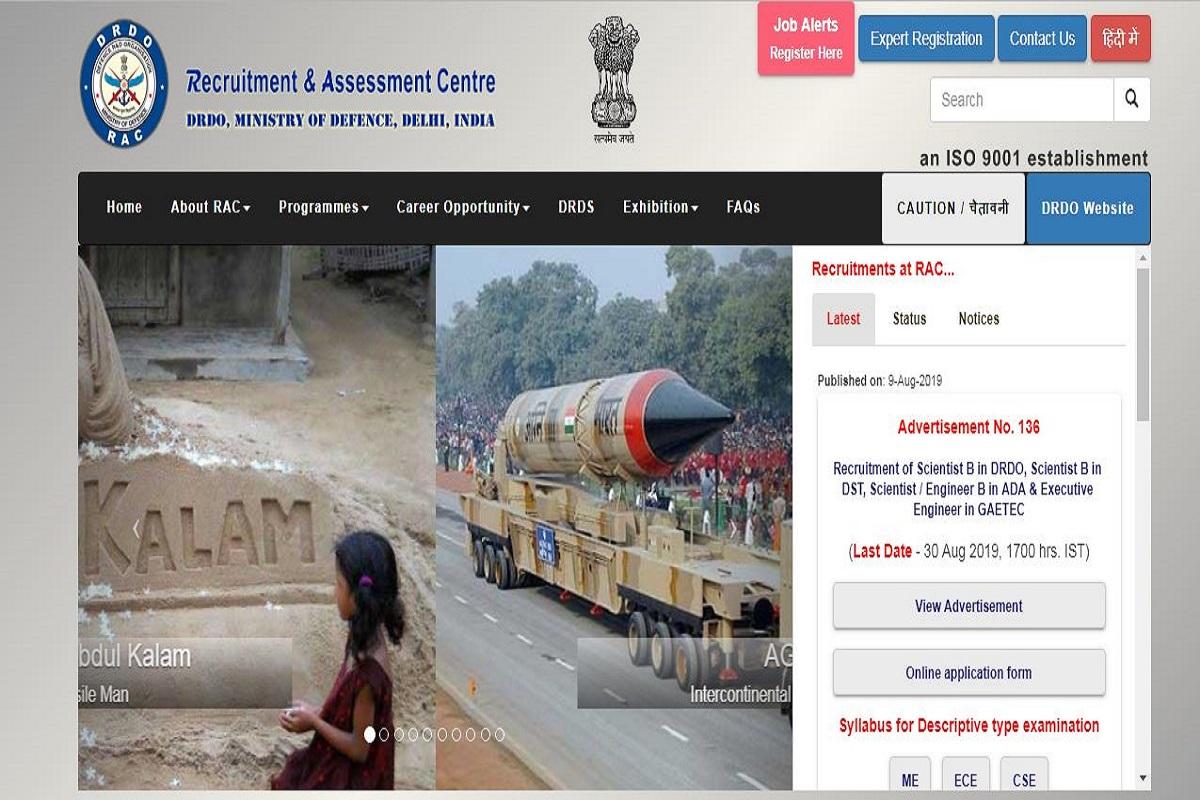 DRDO
RAC
Recruitment & Assessment Centre
DRDO, MINISTRY OF DEFENCE, DELHI, INDIA
सत्यमेव जयते
Job Alerts
Register Here
Expert Registration
Contact Us
हिंदी में
Search
an ISO 9001 establishment
Home
About RAC
Programmes
Career Opportunity
DRDS
Exhibition
FAQs
CAUTION / चैतावनी
DRDO Website
KALAM
bdul Kalam
sile Man
AG
Intercontinental
Recruitments at RAC...
Latest
Status
Notices
Published on: 9-Aug-2019
Advertisement No. 136
Recruitment of Scientist B in DRDO, Scientist B in
DST, Scientist / Engineer B in ADA & Executive
Engineer in GAETEC
(Last Date - 30 Aug 2019, 1700 hrs. IST)
View Advertisement
Online application form
Syllabus for Descriptive type examination
ME
ECE
CSE